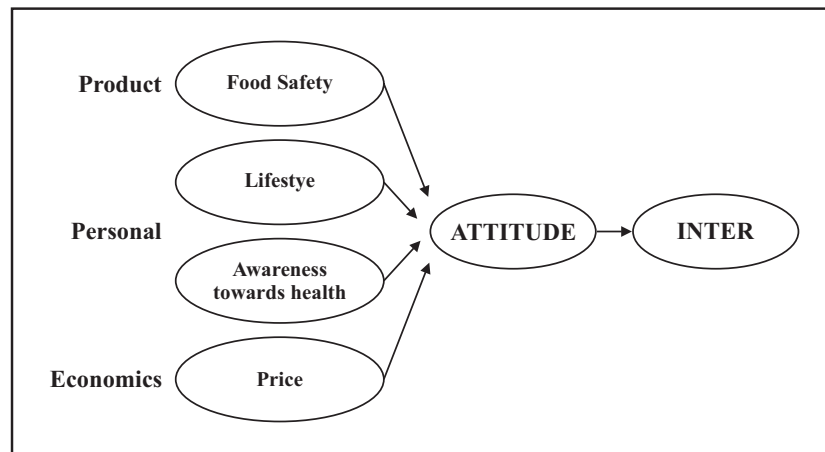 Product
Food Safety
Lifestye
Personal
Awareness
towards health
Economics
Price
ATTITUDE
INTER